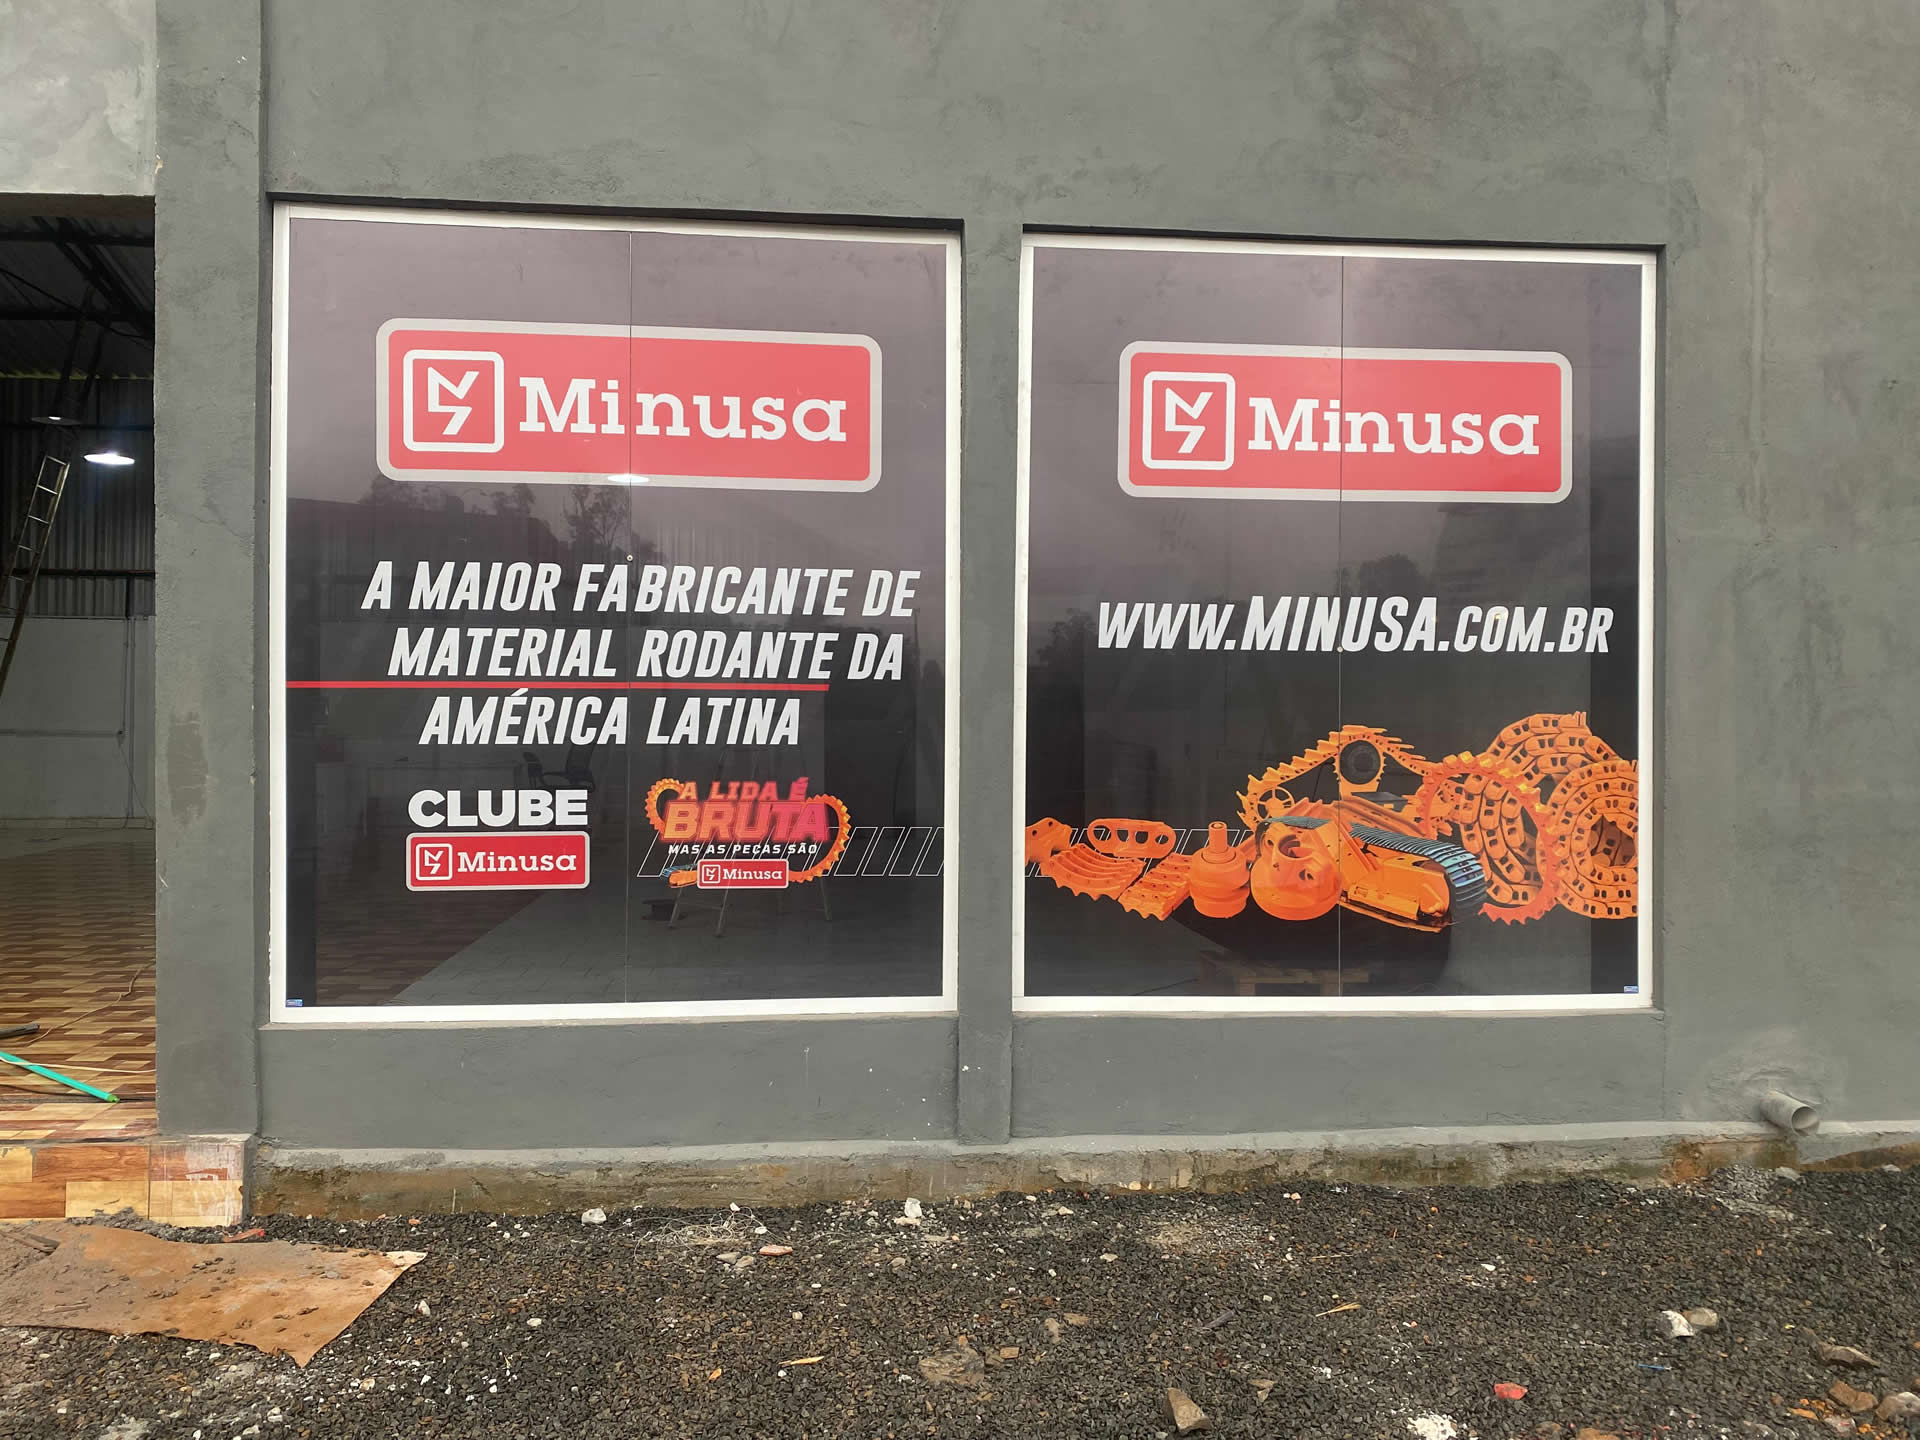 Minusa
A MAIOR FABRICANTE DE
MATERIAL RODANTE DA
AMÉRICA LATINA
CLUBE
Minusa
A LIDA É
BRUTA
MAS AS PEÇAS SÃO
Minusa
Minusa
www.MINUSA.COM.BR